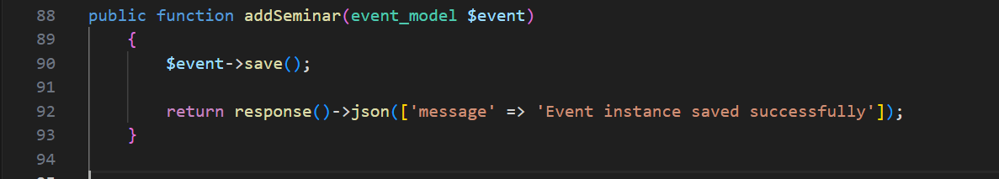 88 public function addSeminar(event_model $event)
89 {
90 $event->save();
91
92 return response()->json(['message' => 'Event instance saved successfully']);
93 }
94